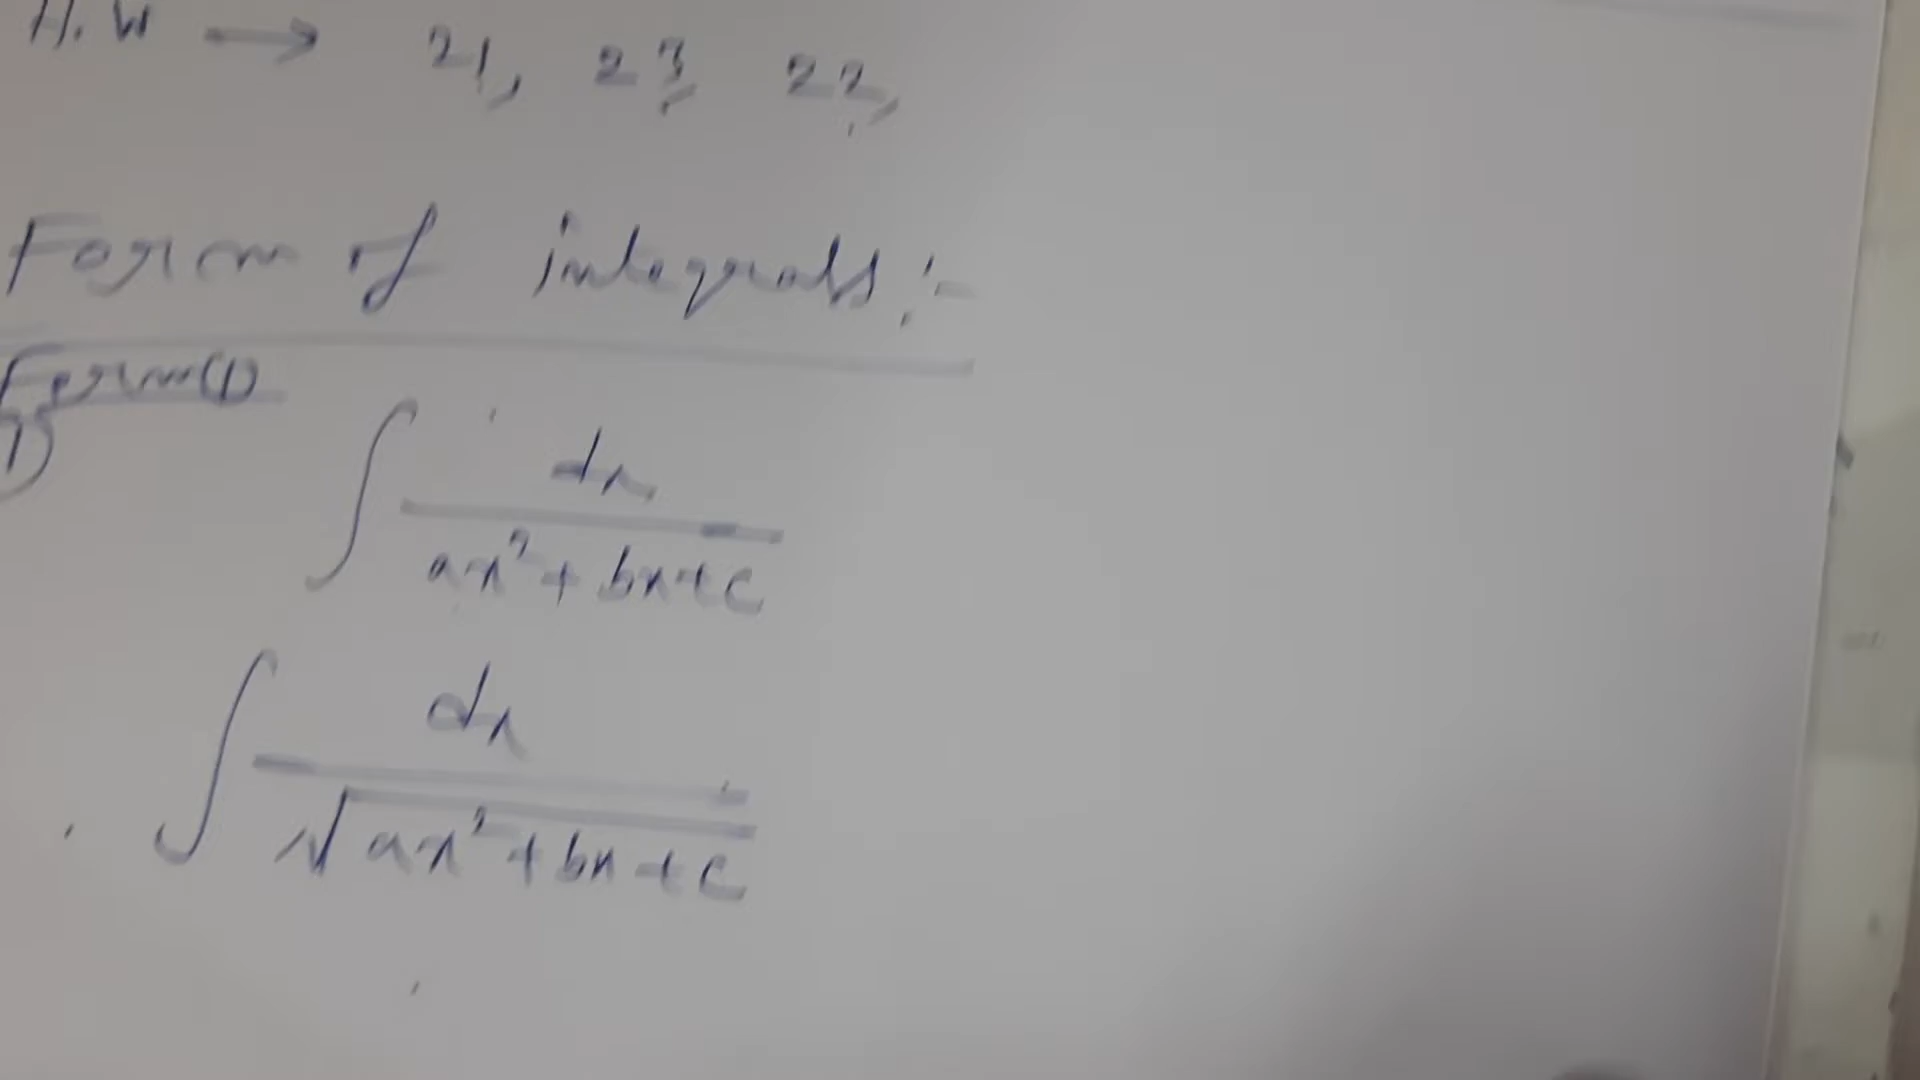 H.W → 21, 23, 22,
Form of integrals :-
Form(1)
1)
∫ dx / ax² + bx + c
∫ dx / √ax² + bx + c